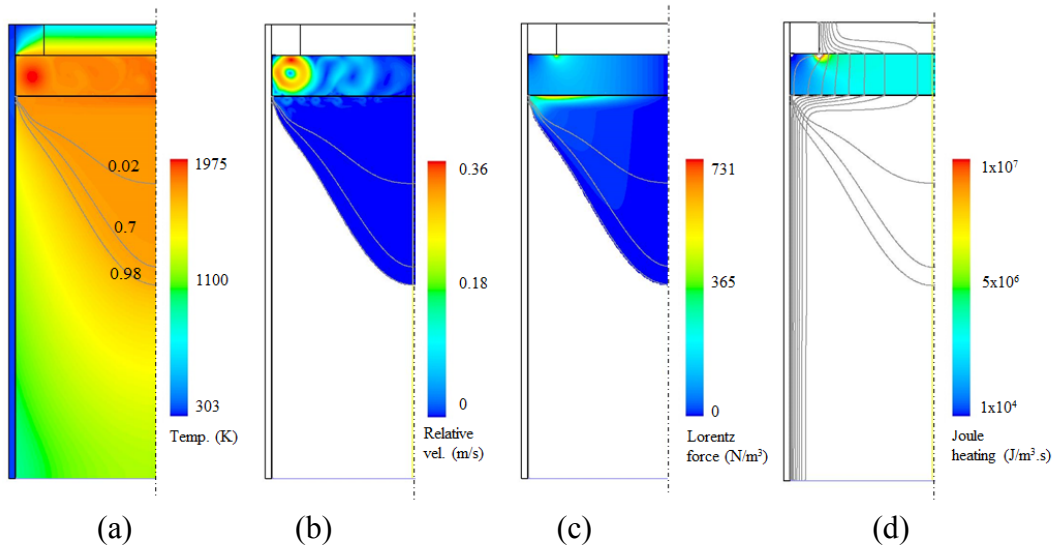 0.02
0.7
0.98
1975
1100
303
Temp. (K)
0.36
0.18
0
Relative
vel. (m/s)
731
365
0
Lorentz
force (N/m³)
1x10⁷
5x10⁶
1x10⁴
Joule
heating (J/m³.s)
(a)
(b)
(c)
(d)